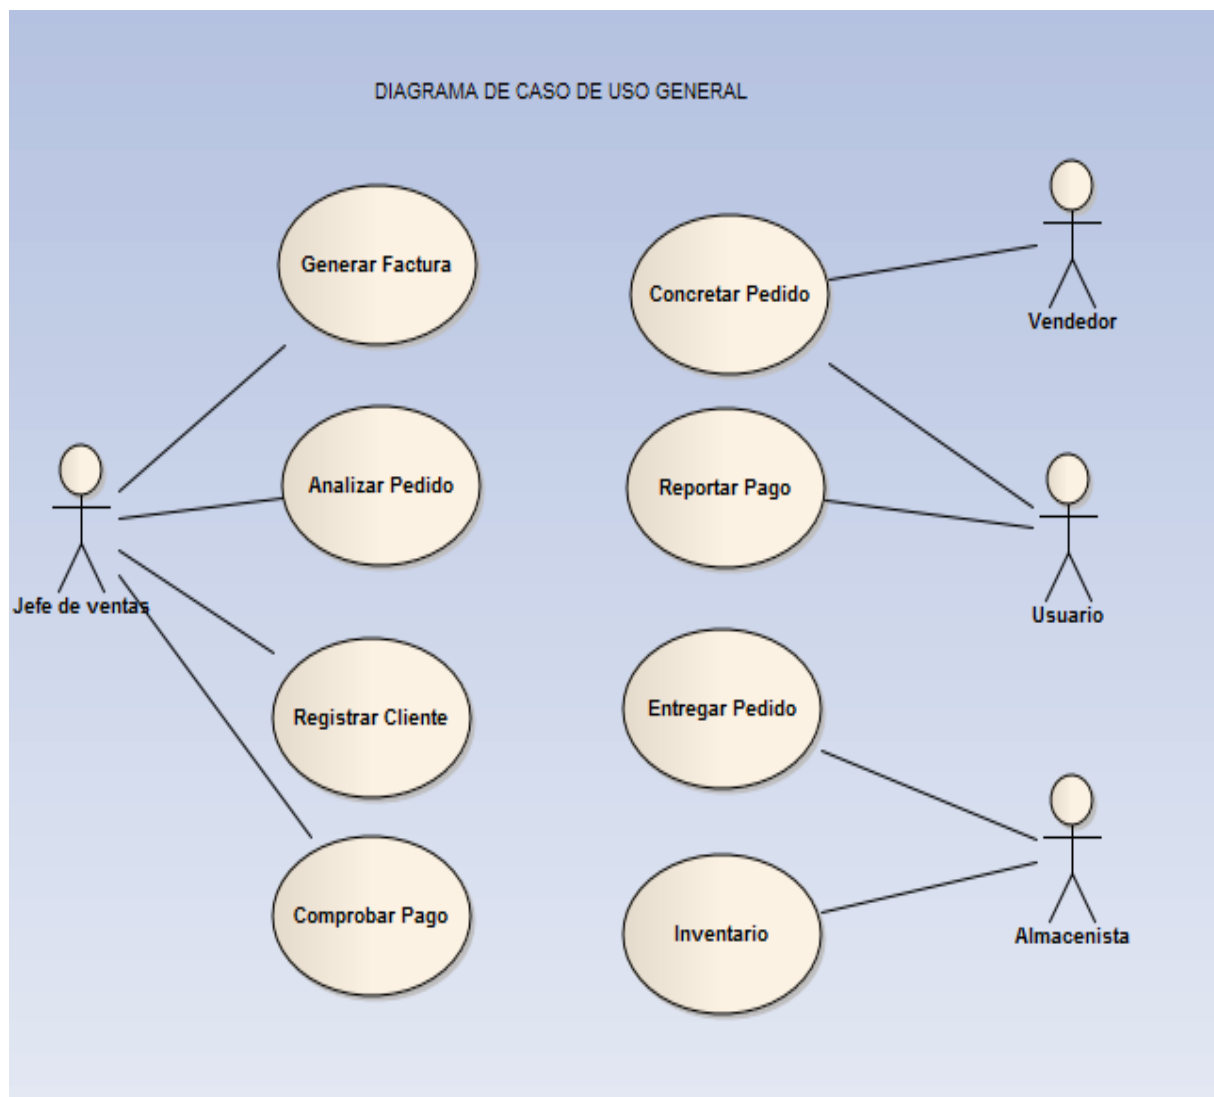 DIAGRAMA DE CASO DE USO GENERAL
Generar Factura
Concretar Pedido
Vendedor
Analizar Pedido
Reportar Pago
Jefe de ventas
Usuario
Registrar Cliente
Entregar Pedido
Comprobar Pago
Inventario
Almacenista